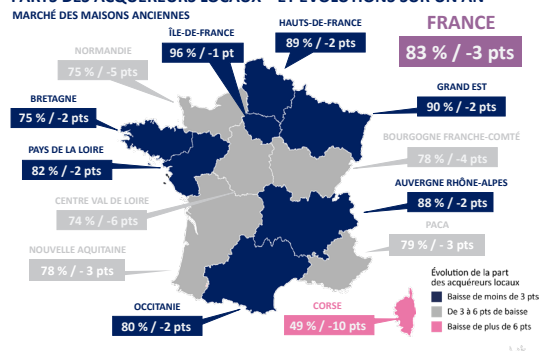 MARCHÉ DES MAISONS ANCIENNES
FRANCE
83 % / -3 pts
HAUTS-DE-FRANCE
89 % / -2 pts
ÎLE-DE-FRANCE
96 % / -1 pt
NORMANDIE
75 % / -5 pts
BRETAGNE
75 % / -2 pts
GRAND EST
90 % / -2 pts
PAYS DE LA LOIRE
82 % / -2 pts
BOURGOGNE FRANCHE-COMTÉ
78 % / -4 pts
AUVERGNE RHÔNE-ALPES
88 % / -2 pts
CENTRE VAL DE LOIRE
74 % / -6 pts
PACA
79 % / - 3 pts
NOUVELLE AQUITAINE
78 % / - 3 pts
OCCITANIE
80 % / -2 pts
CORSE
49 % / -10 pts
Évolution de la part
des acquéreurs locaux
Baisse de moins de 3 pts
De 3 à 6 pts de baisse
Baisse de plus de 6 pts